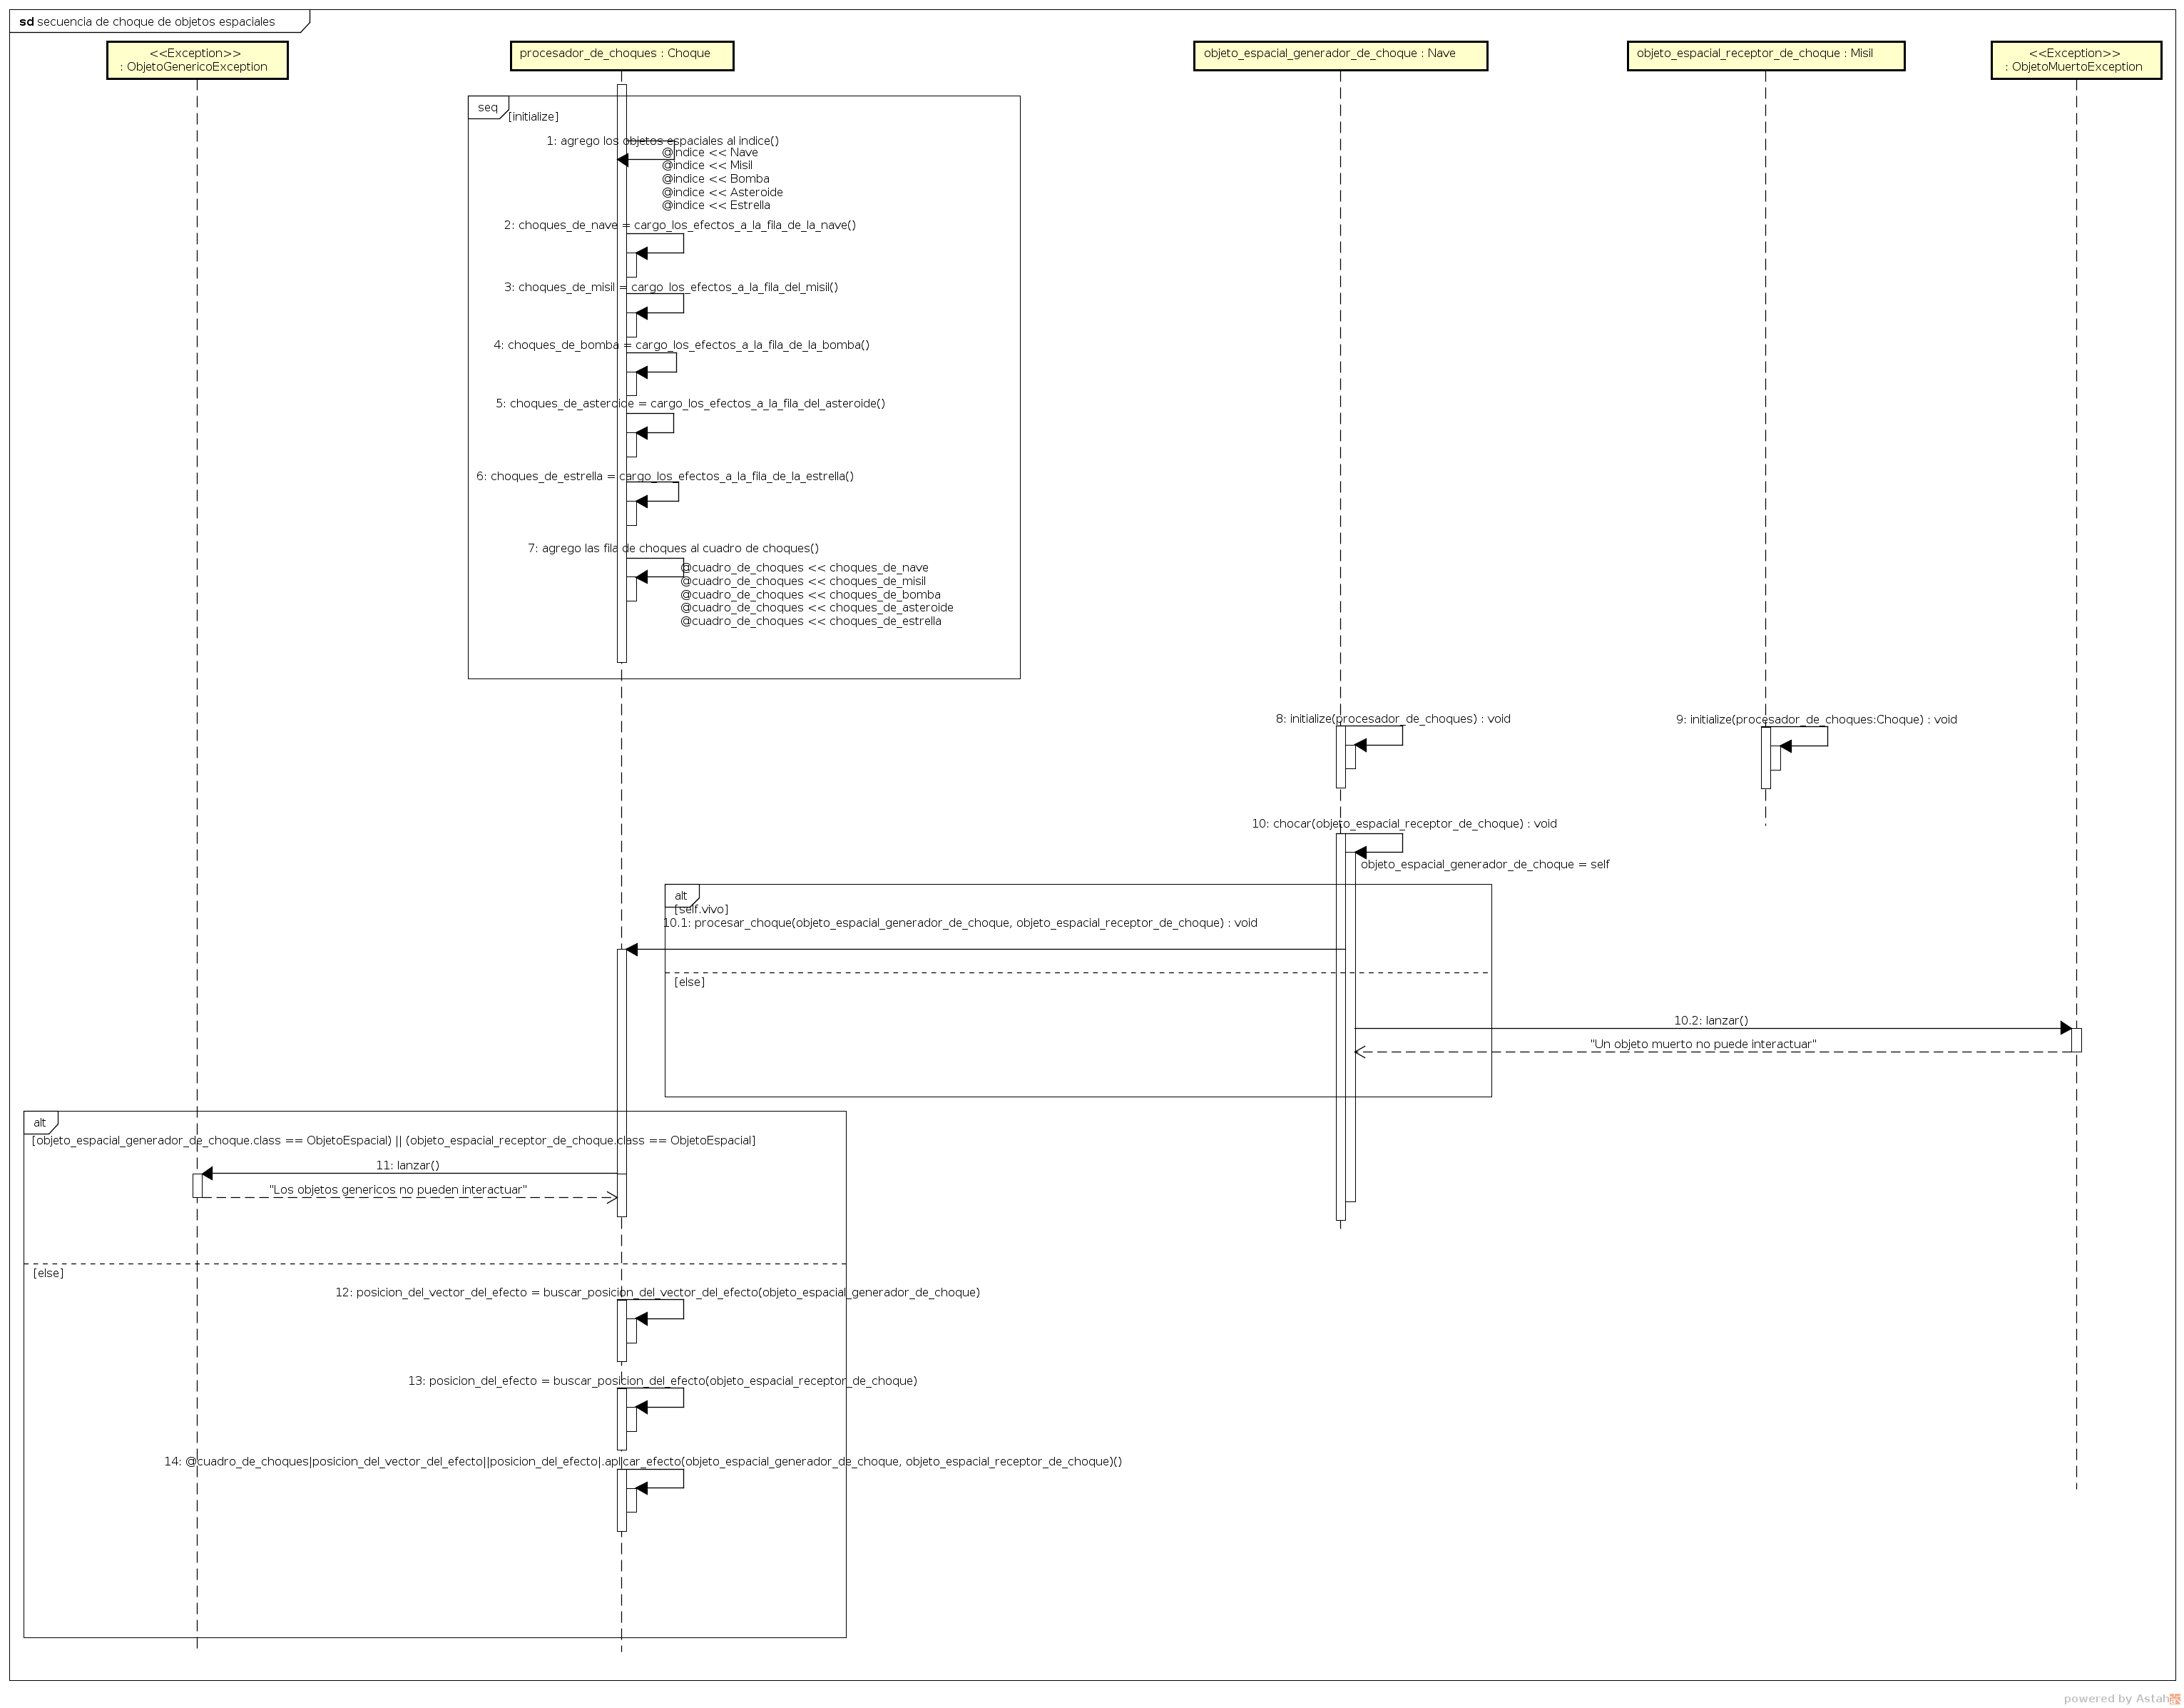 sd secuencia de choque de objetos espaciales
<<Exception>>
: ObjetoGenericoException
procesador_de_choques : Choque
objeto_espacial_generador_de_choque : Nave
objeto_espacial_receptor_de_choque : Misil
<<Exception>>
: ObjetoMuertoException
seq
[initialize]
1: agrego los objetos espaciales al indice()
@indice << Nave
@indice << Misil
@indice << Bomba
@indice << Asteroide
@indice << Estrella
2: choques_de_nave = cargo_los_efectos_a_la_fila_de_la_nave()
3: choques_de_misil = cargo_los_efectos_a_la_fila_del_misil()
4: choques_de_bomba = cargo_los_efectos_a_la_fila_de_la_bomba()
5: choques_de_asteroide = cargo_los_efectos_a_la_fila_del_asteroide()
6: choques_de_estrella = cargo_los_efectos_a_la_fila_de_la_estrella()
7: agrego las fila de choques al cuadro de choques()
@cuadro_de_choques << choques_de_nave
@cuadro_de_choques << choques_de_misil
@cuadro_de_choques << choques_de_bomba
@cuadro_de_choques << choques_de_asteroide
@cuadro_de_choques << choques_de_estrella
8: initialize(procesador_de_choques) : void
9: initialize(procesador_de_choques:Choque) : void
10: chocar(objeto_espacial_receptor_de_choque) : void
objeto_espacial_generador_de_choque = self
alt
[self.vivo]
10.1: procesar_choque(objeto_espacial_generador_de_choque, objeto_espacial_receptor_de_choque) : void
[else]
10.2: lanzar()
"Un objeto muerto no puede interactuar"
alt
[objeto_espacial_generador_de_choque.class == ObjetoEspacial) || (objeto_espacial_receptor_de_choque.class == ObjetoEspacial]
11: lanzar()
"Los objetos genericos no pueden interactuar"
[else]
12: posicion_del_vector_del_efecto = buscar_posicion_del_vector_del_efecto(objeto_espacial_generador_de_choque)
13: posicion_del_efecto = buscar_posicion_del_efecto(objeto_espacial_receptor_de_choque)
14: @cuadro_de_choques|posicion_del_vector_del_efecto||posicion_del_efecto|.aplicar_efecto(objeto_espacial_generador_de_choque, objeto_espacial_receptor_de_choque)()
powered by Astah